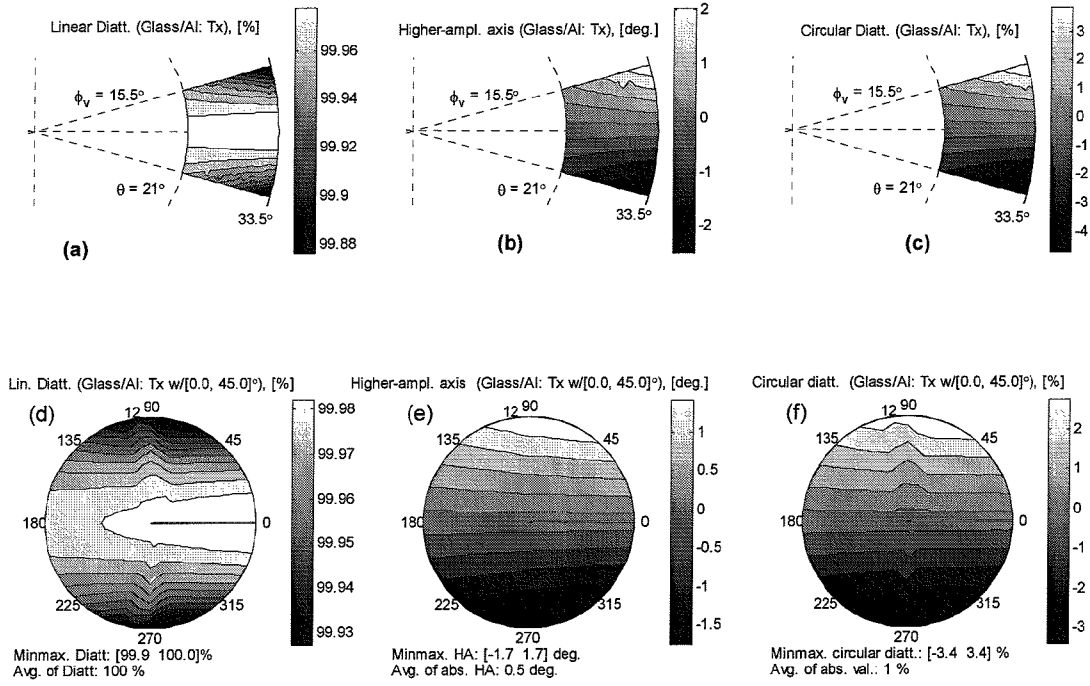 Linear Diatt. (Glass/Al: Tx), [%]
ϕv = 15.5°
θ = 21°
33.5°
99.96
99.94
99.92
99.9
99.88
(a)
Higher-ampl. axis (Glass/Al: Tx), [deg.]
ϕv = 15.5°
θ = 21°
33.5°
2
1
0
-1
-2
(b)
Circular Diatt. (Glass/Al: Tx), [%]
ϕv = 15.5°
θ = 21°
33.5°
3
2
1
0
-1
-2
-3
-4
(c)
Lin. Diatt. (Glass/Al: Tx w/[0.0, 45.0]°), [%]
(d)
12 90
135
45
180
0
225
315
270
99.98
99.97
99.96
99.95
99.94
99.93
Minmax. Diatt: [99.9 100.0]%
Avg. of Diatt: 100 %
Higher-ampl. axis (Glass/Al: Tx w/[0.0, 45.0]°), [deg.]
(e)
12 90
135
45
180
0
225
315
270
1
0.5
0
-0.5
-1
-1.5
Minmax. HA: [-1.7 1.7] deg.
Avg. of abs. HA: 0.5 deg.
Circular diatt. (Glass/Al: Tx w/[0.0, 45.0]°), [%]
(f)
12 90
135
45
180
0
225
315
270
2
1
0
-1
-2
-3
Minmax. circular diatt.: [-3.4 3.4] %
Avg. of abs. val.: 1 %